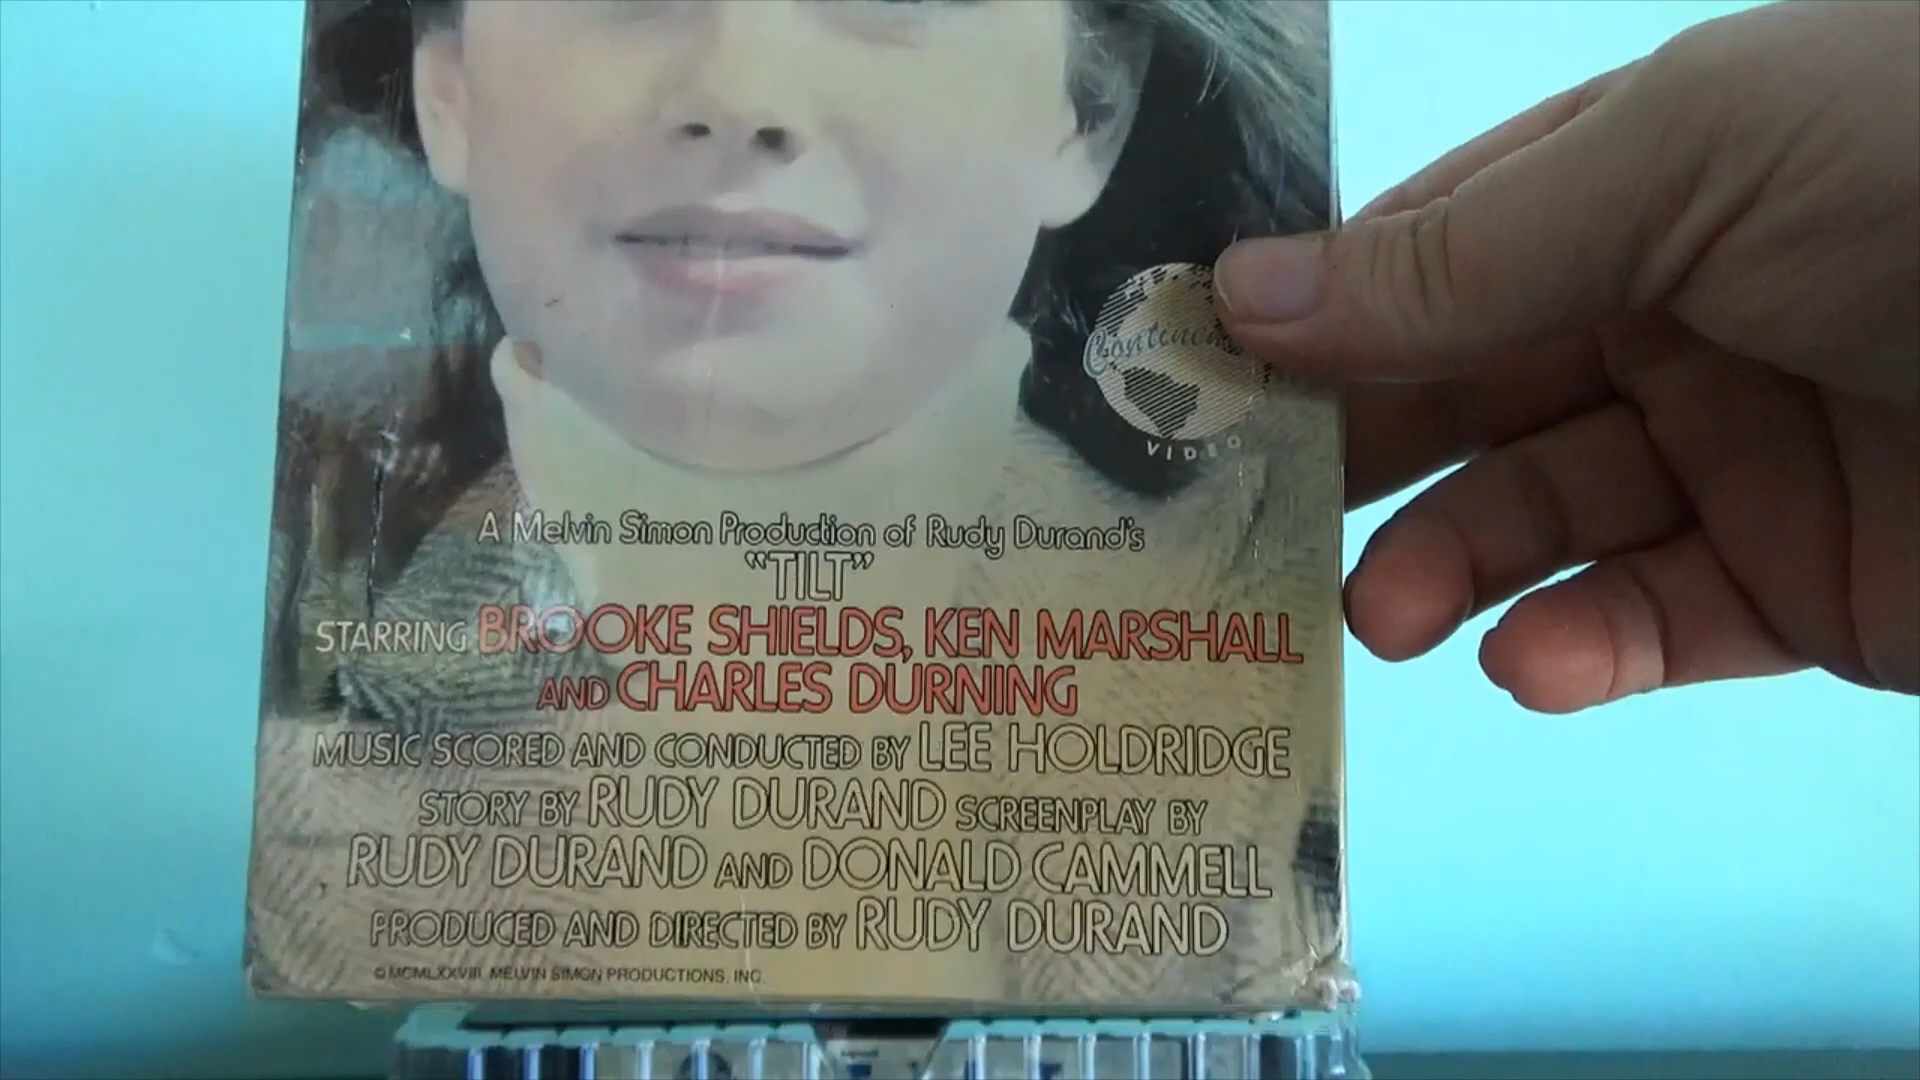 Continen
VIDEO
A Melvin Simon Production of Rudy Durand's
"TILT"
STARRING BROOKE SHIELDS, KEN MARSHALL
AND CHARLES DURNING
MUSIC SCORED AND CONDUCTED BY LEE HOLDRIDGE
STORY BY RUDY DURAND SCREENPLAY BY
RUDY DURAND AND DONALD CAMMELL
PRODUCED AND DIRECTED BY RUDY DURAND
© MCMLXXVIII MELVIN SIMON PRODUCTIONS, INC.